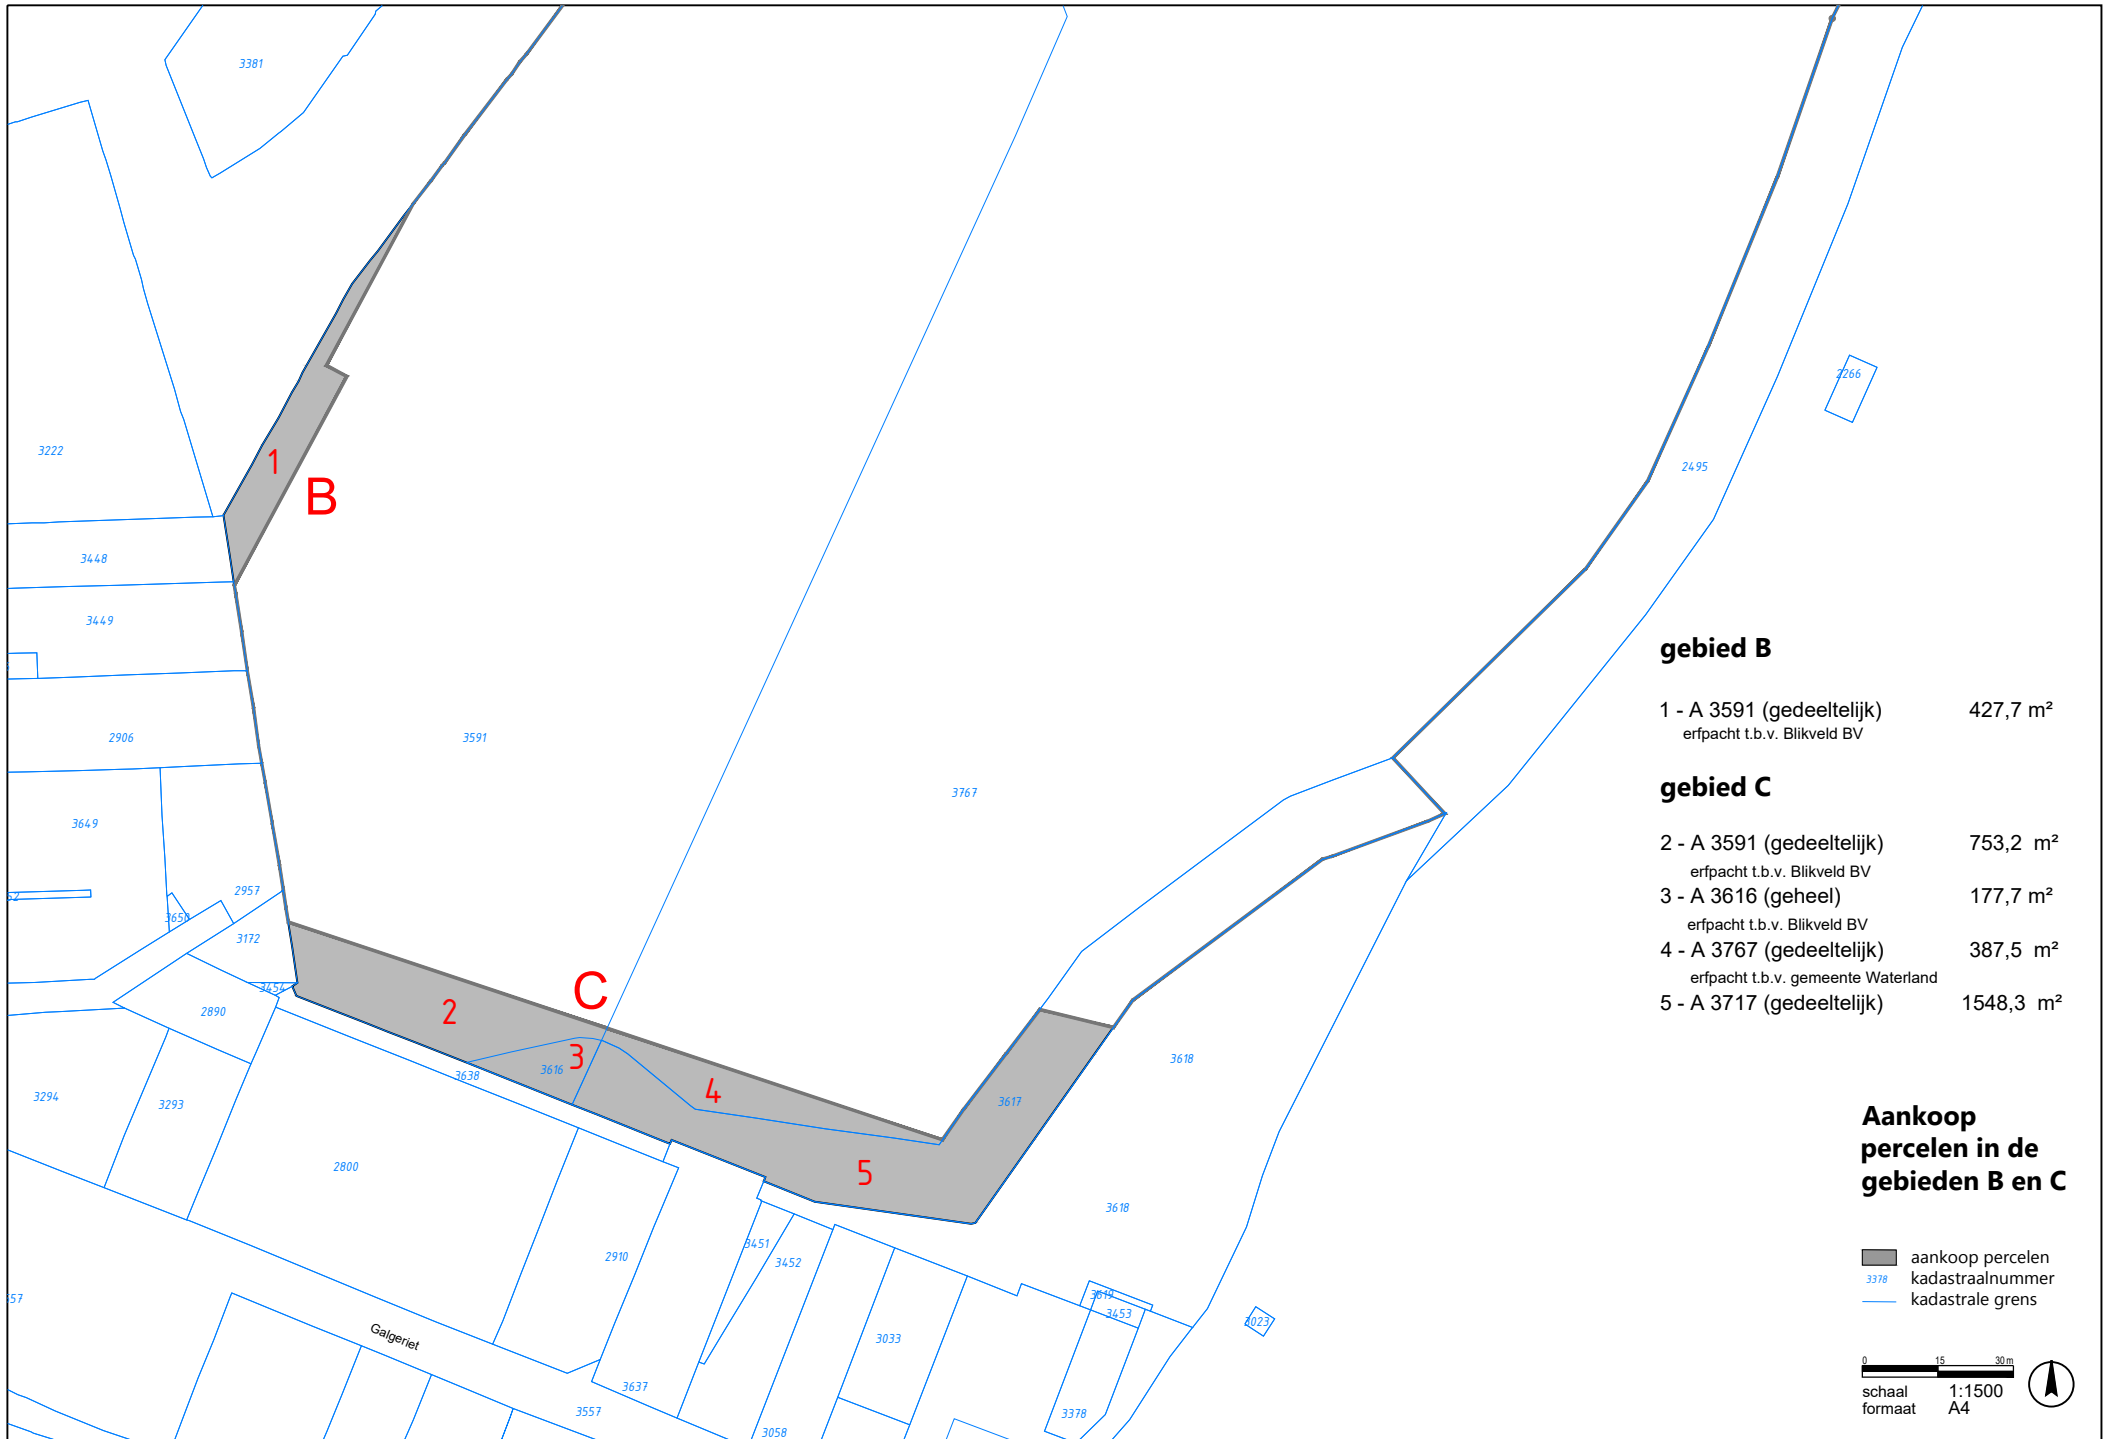 3381
3222
3448
3449
2906
3649
2957
3650
3172
3454
2890
3294
3293
2800
3638
3616
3591
3767
3617
3618
3618
2266
2495
2910
3451
3452
3637
3557
3058
3033
3619
3453
3378
3023
Galgeriet
1
B
2
C
3
4
5
gebied B
1 - A 3591 (gedeeltelijk) 427,7 m²
erfpacht t.b.v. Blikveld BV
gebied C
2 - A 3591 (gedeeltelijk) 753,2 m²
erfpacht t.b.v. Blikveld BV
3 - A 3616 (geheel) 177,7 m²
erfpacht t.b.v. Blikveld BV
4 - A 3767 (gedeeltelijk) 387,5 m²
erfpacht t.b.v. gemeente Waterland
5 - A 3717 (gedeeltelijk) 1548,3 m²
Aankoop
percelen in de
gebieden B en C
aankoop percelen
3378 kadastraalnummer
kadastrale grens
0 15 30 m
schaal 1:1500
formaat A4